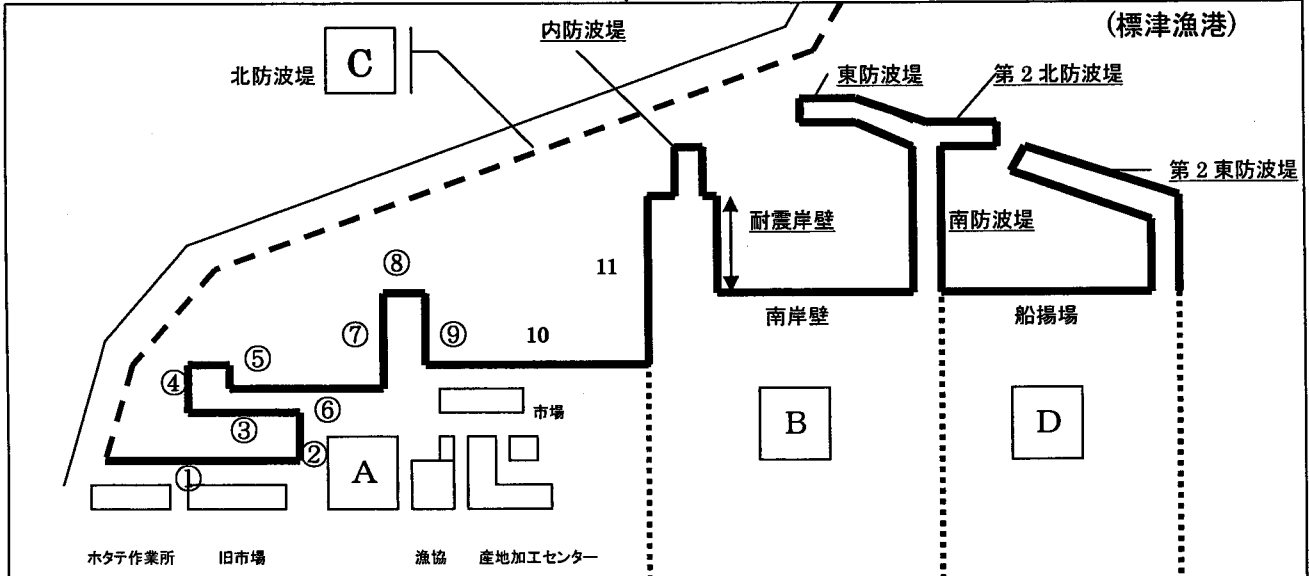 (標津漁港)
内防波堤
北防波堤 C
東防波堤
第2北防波堤
第2東防波堤
耐震岸壁
南防波堤
⑧
11
⑦
⑨
10
南岸壁
船揚場
⑤
④
⑥
市場
③
②
①
A
B
D
ホタテ作業所
旧市場
漁協
産地加工センター